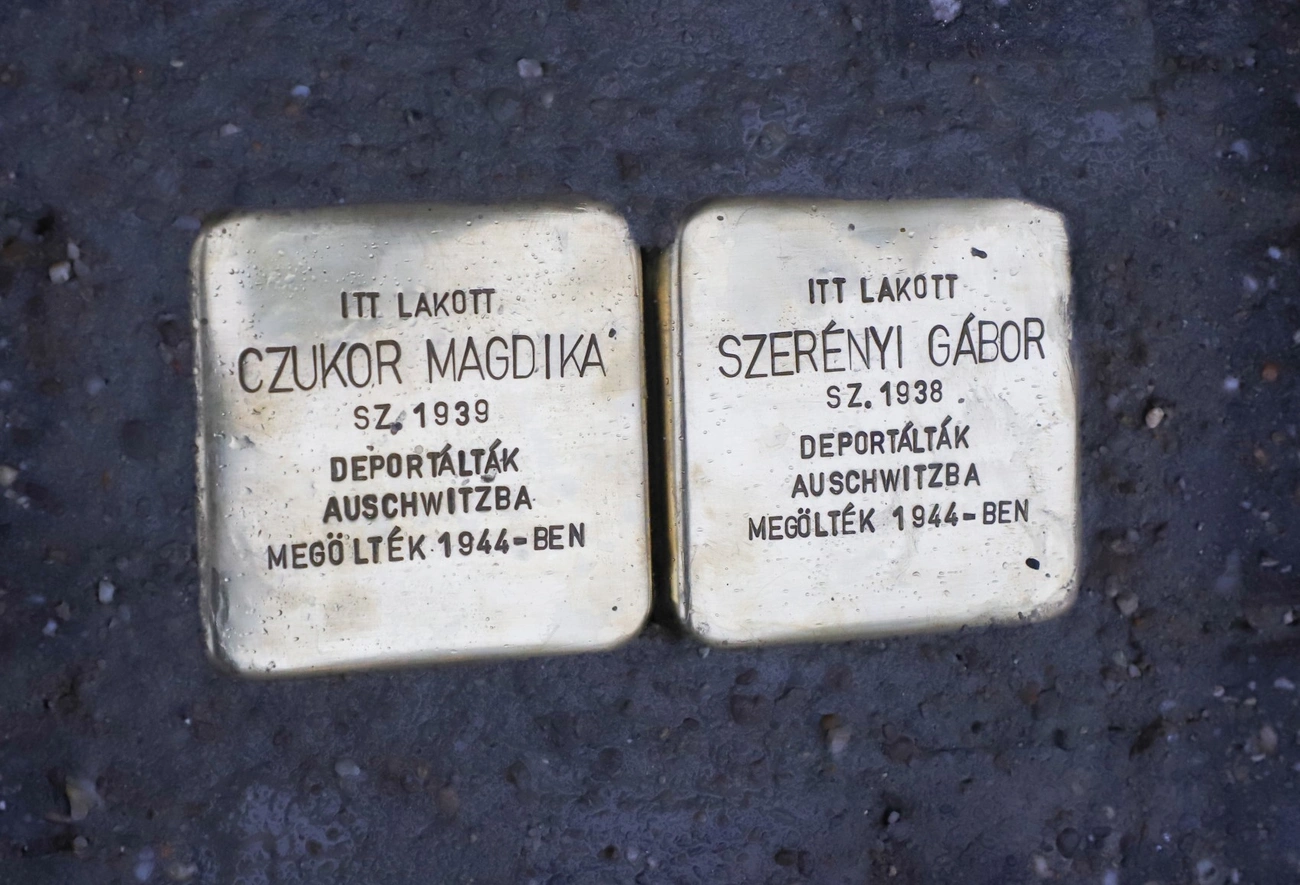 ITT LAKOTT
CZUKOR MAGDIKA
SZ. 1939
DEPORTÁLTÁK
AUSCHWITZBA
MEGÖLTÉK 1944-BEN
ITT LAKOTT
SZERÉNYI GÁBOR
SZ. 1938
DEPORTÁLTÁK
AUSCHWITZBA
MEGÖLTÉK 1944-BEN